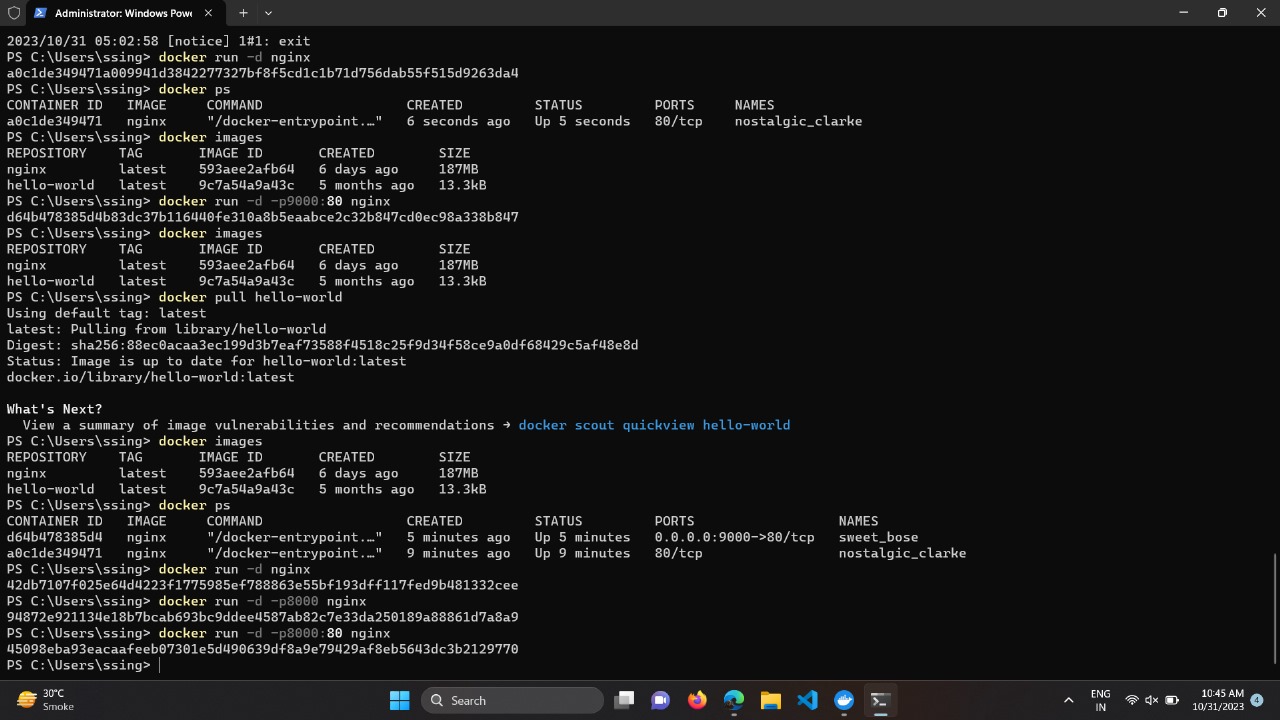 Administrator: Windows Powe
2023/10/31 05:02:58 [notice] 1#1: exit
PS C:\Users\ssing> docker run -d nginx
a0c1de349471a009941d3842277327bf8f5cd1c1b71d756dab55f515d9263da4
PS C:\Users\ssing> docker ps
CONTAINER ID   IMAGE     COMMAND                  CREATED         STATUS         PORTS     NAMES
a0c1de349471   nginx     "/docker-entrypoint.…"   6 seconds ago   Up 5 seconds   80/tcp    nostalgic_clarke
PS C:\Users\ssing> docker images
REPOSITORY    TAG       IMAGE ID       CREATED        SIZE
nginx         latest    593aee2afb64   6 days ago     187MB
hello-world   latest    9c7a54a9a43c   5 months ago   13.3kB
PS C:\Users\ssing> docker run -d -p9000:80 nginx
d64b478385d4b83dc37b116440fe310a8b5eaabce2c32b847cd0ec98a338b847
PS C:\Users\ssing> docker images
REPOSITORY    TAG       IMAGE ID       CREATED        SIZE
nginx         latest    593aee2afb64   6 days ago     187MB
hello-world   latest    9c7a54a9a43c   5 months ago   13.3kB
PS C:\Users\ssing> docker pull hello-world
Using default tag: latest
latest: Pulling from library/hello-world
Digest: sha256:88ec0acaa3ec199d3b7eaf73588f4518c25f9d34f58ce9a0df68429c5af48e8d
Status: Image is up to date for hello-world:latest
docker.io/library/hello-world:latest
What's Next?
  View a summary of image vulnerabilities and recommendations → docker scout quickview hello-world
PS C:\Users\ssing> docker images
REPOSITORY    TAG       IMAGE ID       CREATED        SIZE
nginx         latest    593aee2afb64   6 days ago     187MB
hello-world   latest    9c7a54a9a43c   5 months ago   13.3kB
PS C:\Users\ssing> docker ps
CONTAINER ID   IMAGE     COMMAND                  CREATED         STATUS         PORTS                  NAMES
d64b478385d4   nginx     "/docker-entrypoint.…"   5 minutes ago   Up 5 minutes   0.0.0.0:9000->80/tcp   sweet_bose
a0c1de349471   nginx     "/docker-entrypoint.…"   9 minutes ago   Up 9 minutes   80/tcp                 nostalgic_clarke
PS C:\Users\ssing> docker run -d nginx
42db7107f025e64d4223f1775985ef788863e55bf193dff117fed9b481332cee
PS C:\Users\ssing> docker run -d -p8000 nginx
94872e921134e18b7bcab693bc9ddee4587ab82c7e33da250189a88861d7a8a9
PS C:\Users\ssing> docker run -d -p8000:80 nginx
45098eba93eacaafeeb07301e5d490639df8a9e79429af8eb5643dc3b2129770
PS C:\Users\ssing>
30°C
Smoke
Search
ENG
IN
10:45 AM
10/31/2023
4